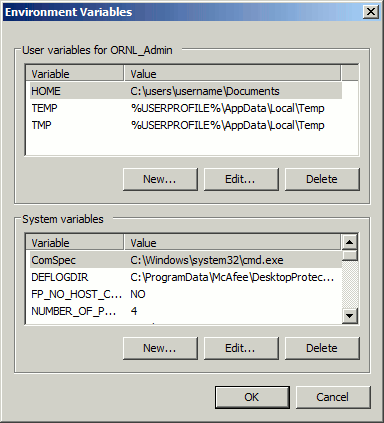 Environment Variables
User variables for ORNL_Admin
Variable Value
HOME C:\users\username\Documents
TEMP %USERPROFILE%\AppData\Local\Temp
TMP %USERPROFILE%\AppData\Local\Temp
New... Edit... Delete
System variables
Variable Value
ComSpec C:\Windows\system32\cmd.exe
DEFLOGDIR C:\ProgramData\McAfee\DesktopProtec...
FP_NO_HOST_C... NO
NUMBER_OF_P... 4
New... Edit... Delete
OK Cancel